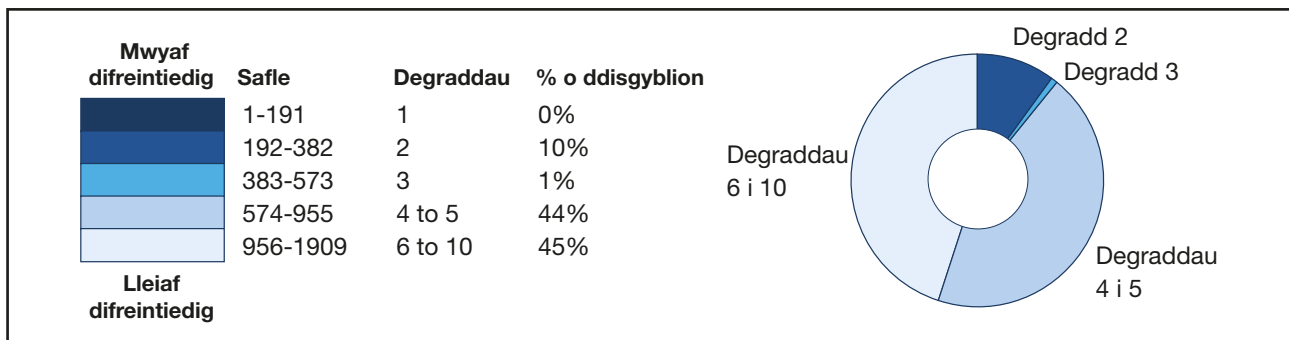 Mwyaf
difreintiedig
Safle Degraddau % o ddisgyblion
1-191 1 0%
192-382 2 10%
383-573 3 1%
574-955 4 to 5 44%
956-1909 6 to 10 45%
Lleiaf
difreintiedig
Degradd 2
Degradd 3
Degraddau
6 i 10
Degraddau
4 i 5